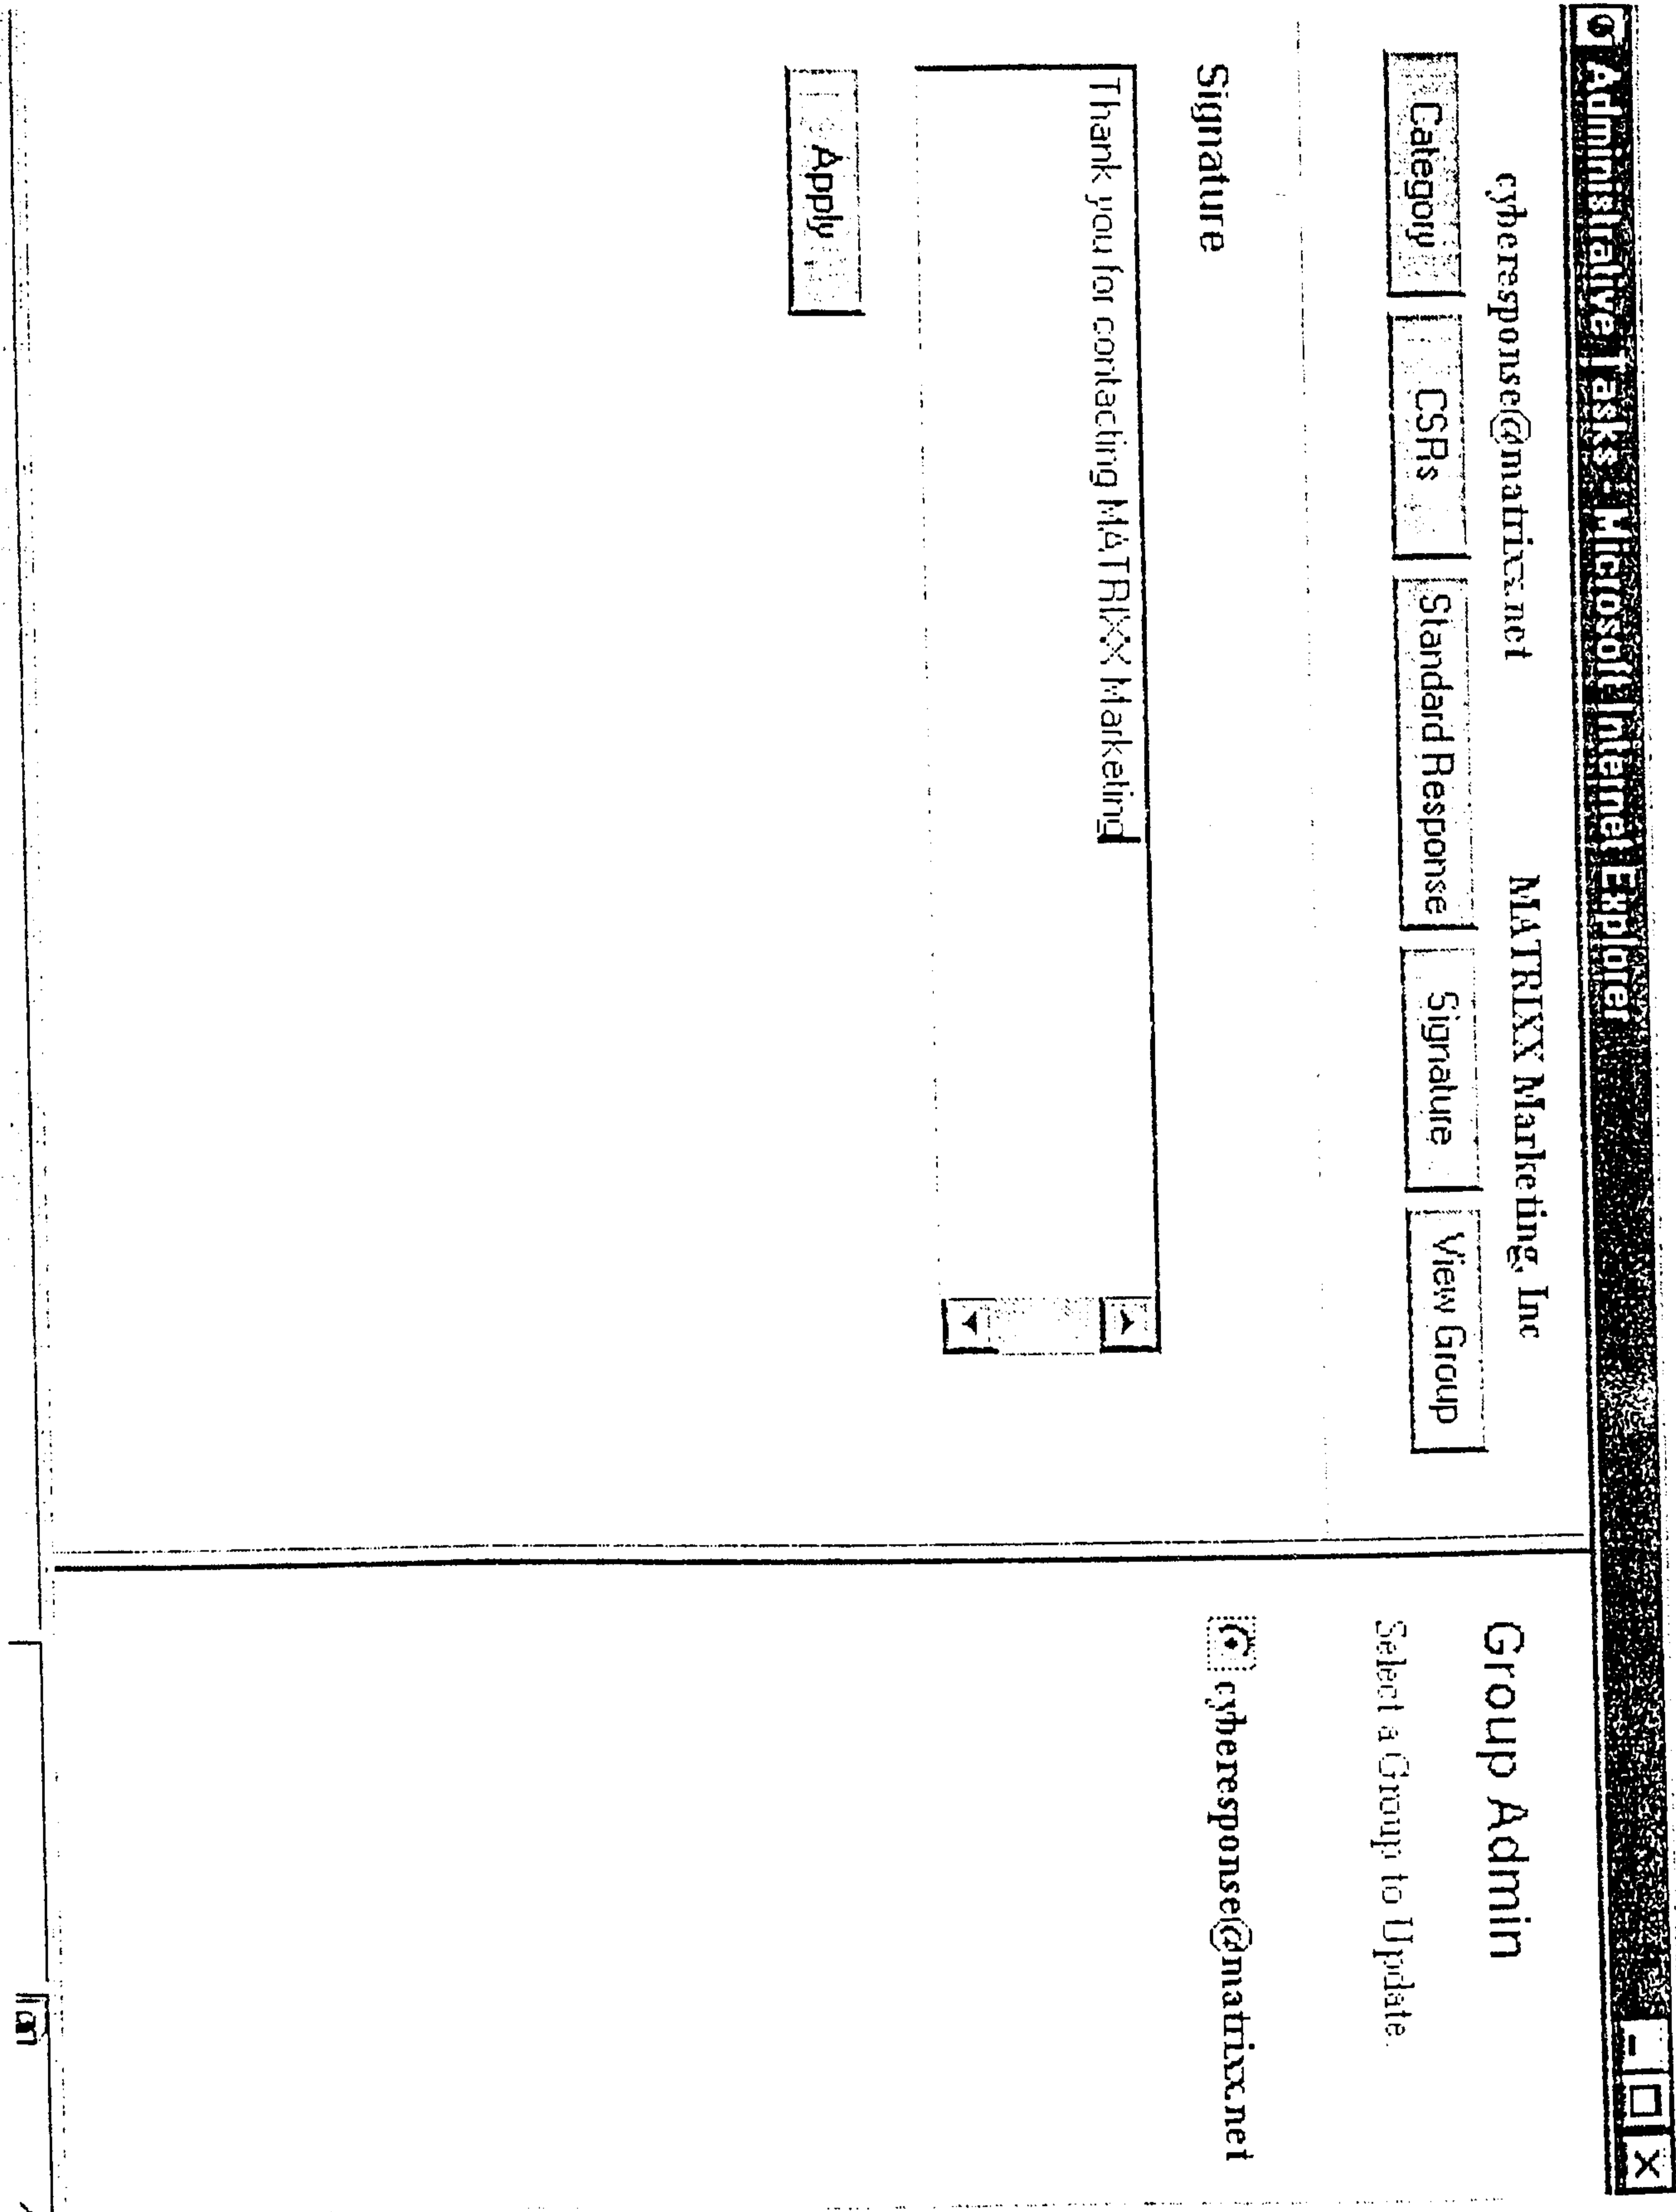 Administrative Tasks - Microsoft Internet Explorer
cyberesponse@matrixx.net MATRIXX Marketing, Inc
Category CSRs Standard Response Signature View Group
Signature
Thank you for contacting MATRIXX Marketing
Apply
Group Admin
Select a Group to Update.
cyberesponse@matrixx.net